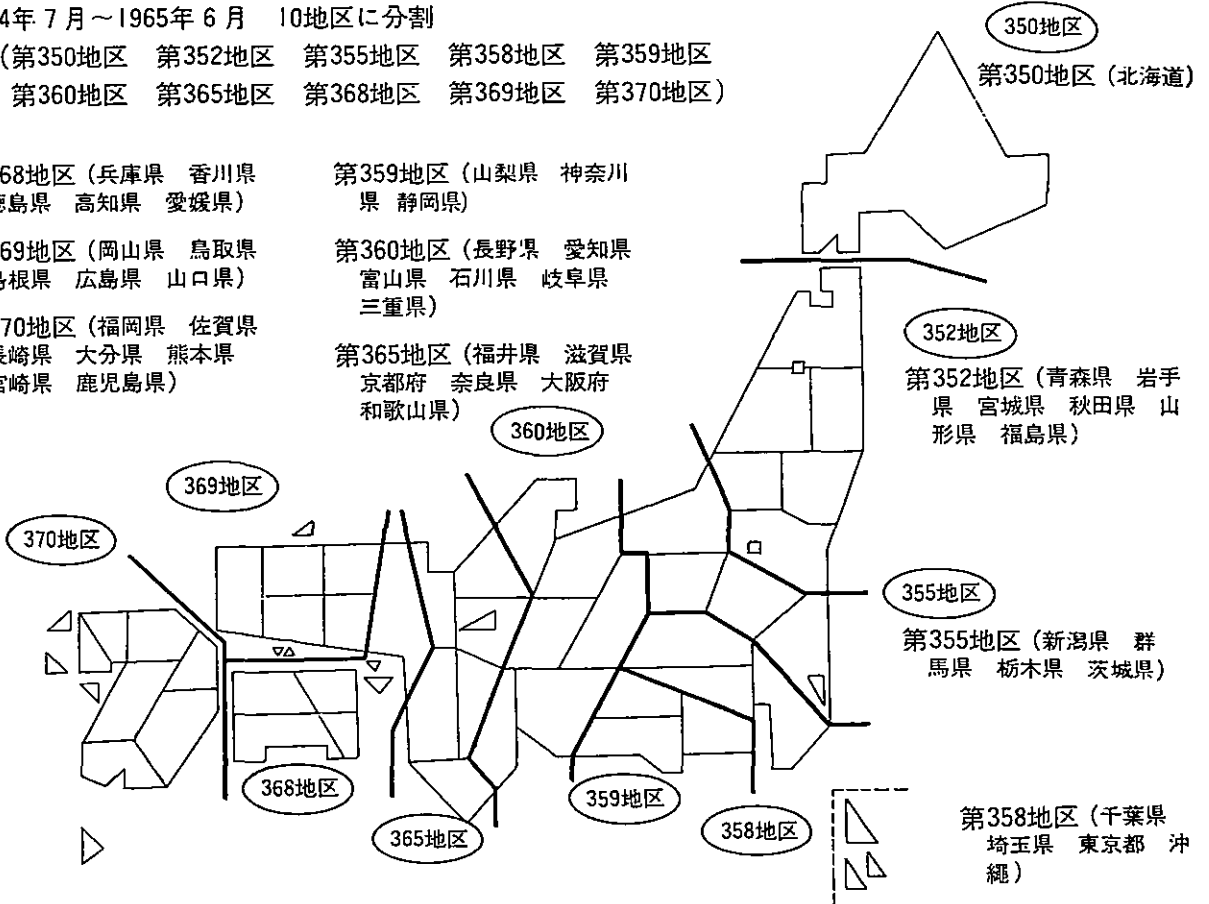 4年7月～1965年6月　10地区に分割
(第350地区　第352地区　第355地区　第358地区　第359地区
第360地区　第365地区　第368地区　第369地区　第370地区)
350地区
第350地区 (北海道)
68地区 (兵庫県　香川県
徳島県　高知県　愛媛県)
69地区 (岡山県　鳥取県
島根県　広島県　山口県)
70地区 (福岡県　佐賀県
長崎県　大分県　熊本県
宮崎県　鹿児島県)
第359地区 (山梨県　神奈川
県　静岡県)
第360地区 (長野県　愛知県
富山県　石川県　岐阜県
三重県)
第365地区 (福井県　滋賀県
京都府　奈良県　大阪府
和歌山県)
352地区
第352地区 (青森県　岩手
県　宮城県　秋田県　山
形県　福島県)
360地区
369地区
370地区
355地区
第355地区 (新潟県　群
馬県　栃木県　茨城県)
368地区
365地区
359地区
358地区
第358地区 (千葉県
埼玉県　東京都　沖
縄)